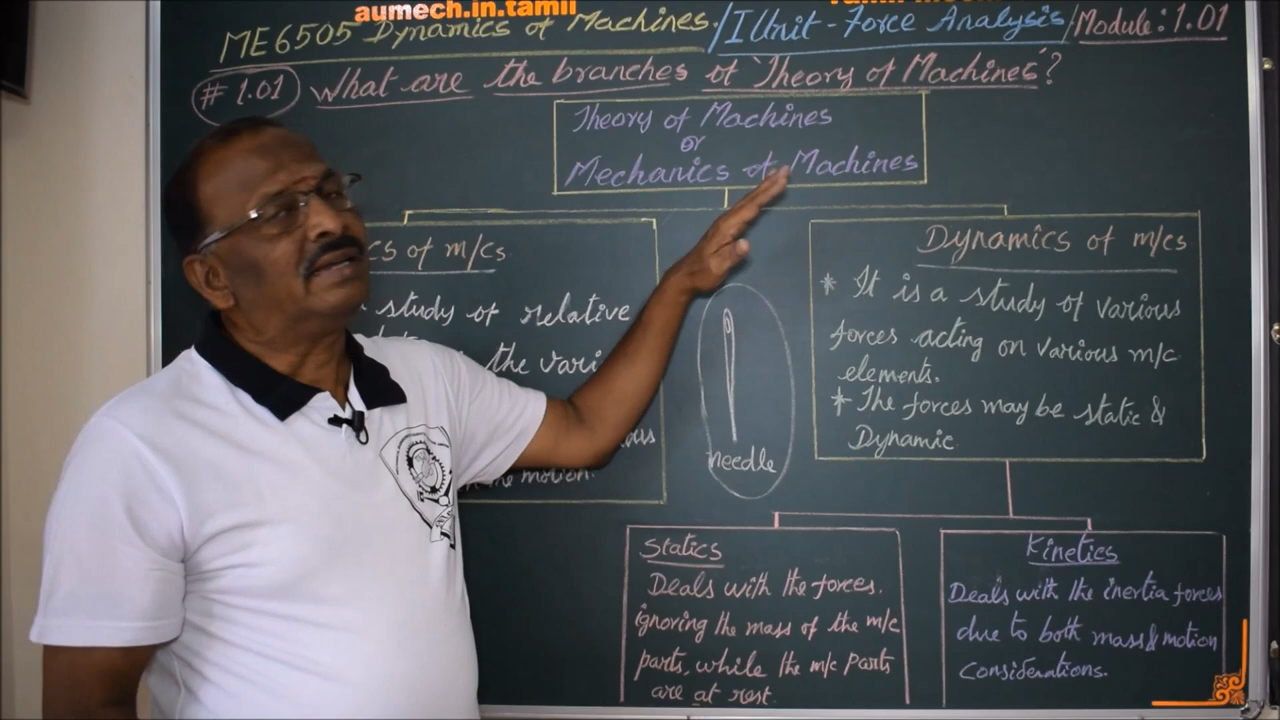 aumech.in.tamil
ME6505 Dynamics of Machines. / I Unit - Force Analysis / Module: 1.01
# 1.01 What are the branches of 'Theory of Machines'?
Theory of Machines
or
Mechanics of Machines
cs of m/cs
study of relative
the vari
the motion.
needle
Dynamics of m/cs
* It is a study of various
forces acting on various m/c
elements.
* The forces may be static &
Dynamic
Statics
Deals with the forces.
ignoring the mass of the m/c
parts, while the m/c parts
are at rest.
Kinetics
Deals with the inertia forces
due to both mass & motion
considerations.